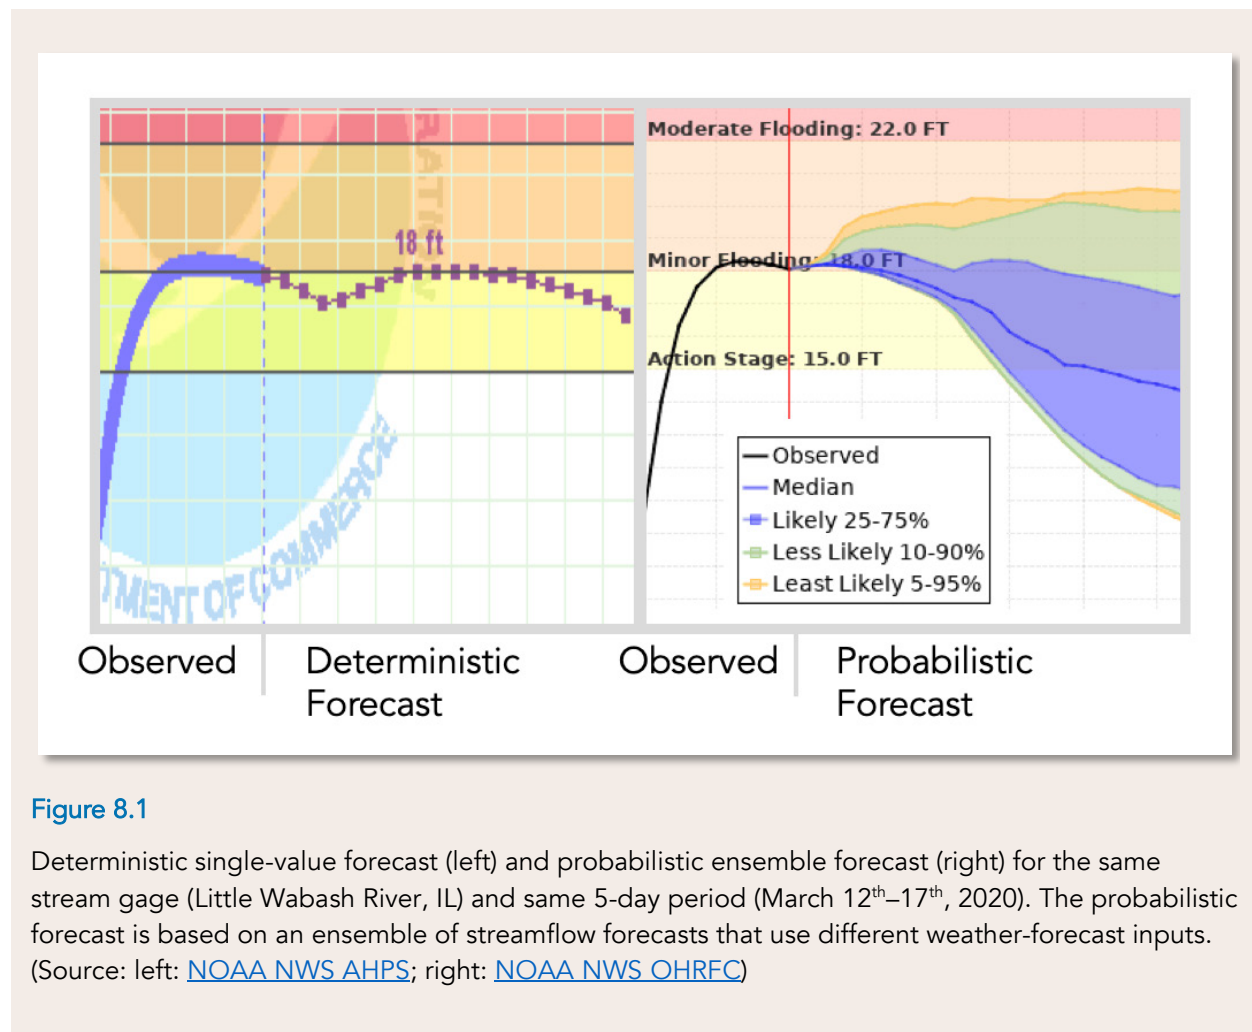 RATION
18 ft
TMENT OF COMMERCE
Moderate Flooding: 22.0 FT
Minor Flooding: 18.0 FT
Action Stage: 15.0 FT
Observed
Median
Likely 25-75%
Less Likely 10-90%
Least Likely 5-95%
Observed
Deterministic
Forecast
Observed
Probabilistic
Forecast
Figure 8.1
Deterministic single-value forecast (left) and probabilistic ensemble forecast (right) for the same
stream gage (Little Wabash River, IL) and same 5-day period (March 12th–17th, 2020). The probabilistic
forecast is based on an ensemble of streamflow forecasts that use different weather-forecast inputs.
(Source: left: NOAA NWS AHPS; right: NOAA NWS OHRFC)